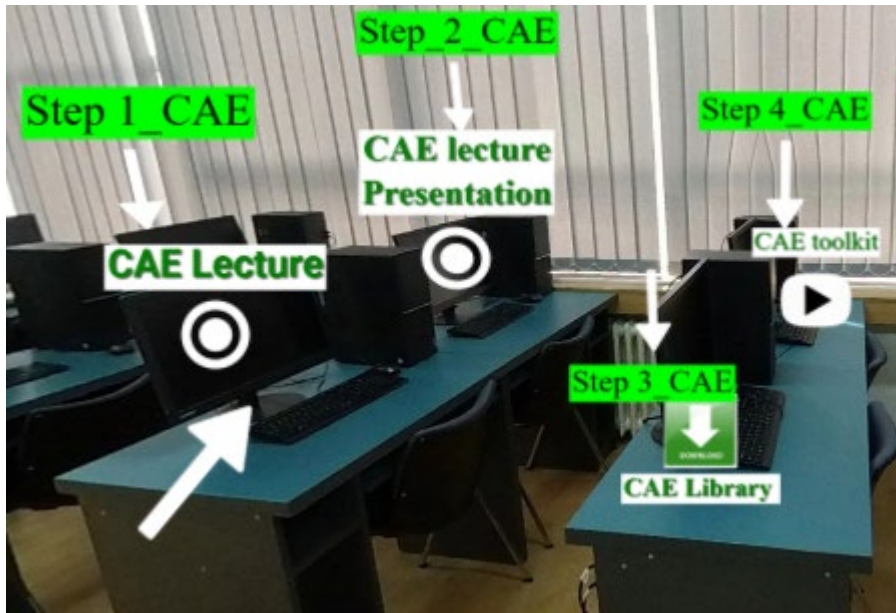 Step_2_CAE
Step 1_CAE
Step 4_CAE
CAE lecture
Presentation
CAE toolkit
CAE Lecture
Step 3_CAE
DOWNLOAD
CAE Library